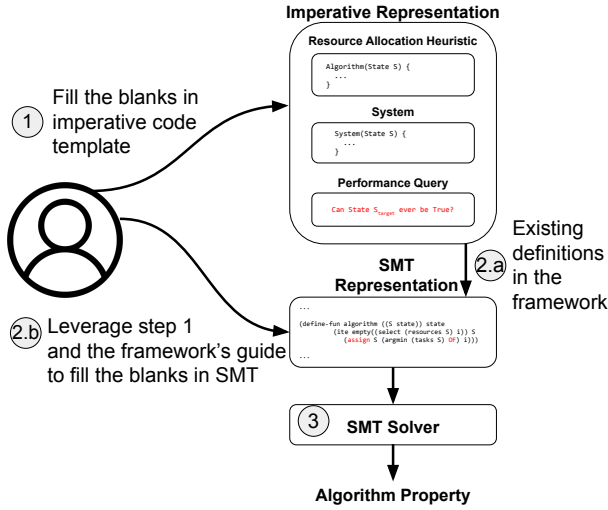 Imperative Representation
Resource Allocation Heuristic
Algorithm(State S) {
...
}
System
System(State S) {
...
}
Performance Query
Can State S_target ever be True?
1
Fill the blanks in
imperative code
template
2.a
Existing
definitions
in the
framework
SMT
Representation
2.b
Leverage step 1
and the framework's guide
to fill the blanks in SMT
...
(define-fun algorithm ((S state)) state
(ite empty((select (resources S) i)) S
(assign S (argmin (tasks S) OF) i)))
...
3
SMT Solver
Algorithm Property